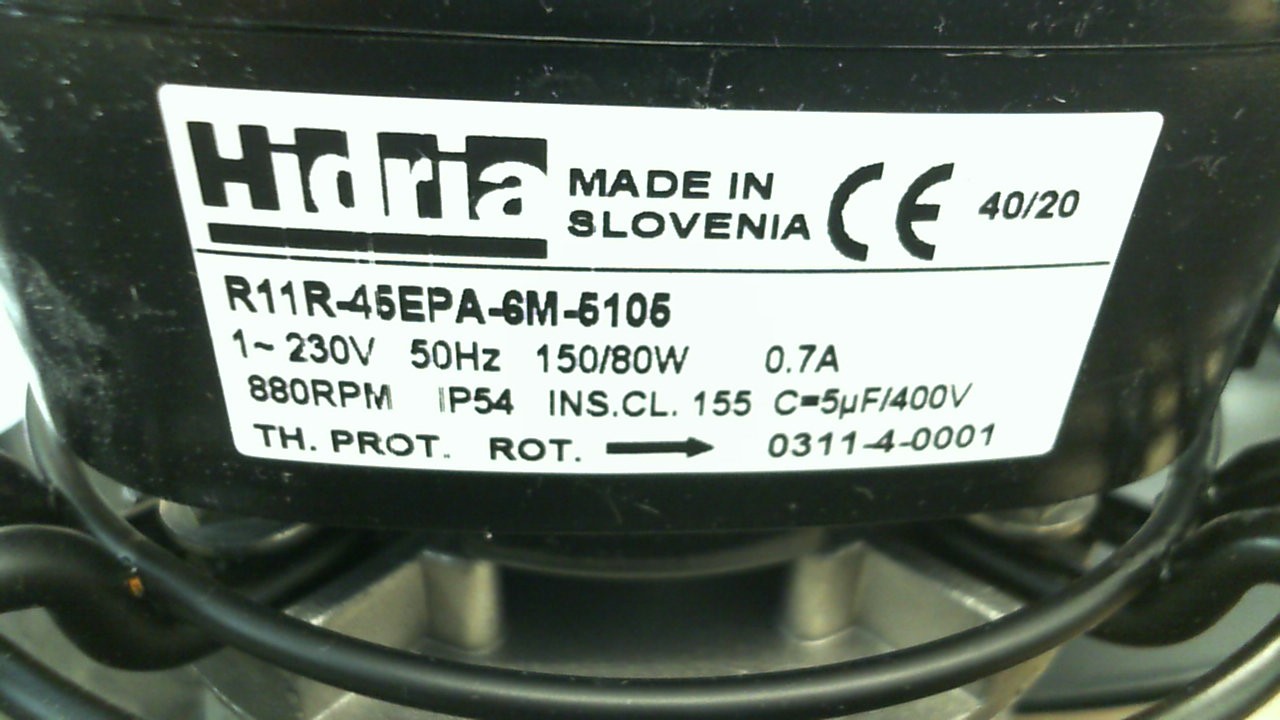 Hidria
MADE IN
SLOVENIA
CE
40/20
R11R-45EPA-6M-5105
1~ 230V 50Hz 150/80W 0.7A
880RPM IP54 INS.CL. 155 C=5µF/400V
TH. PROT. ROT. → 0311-4-0001